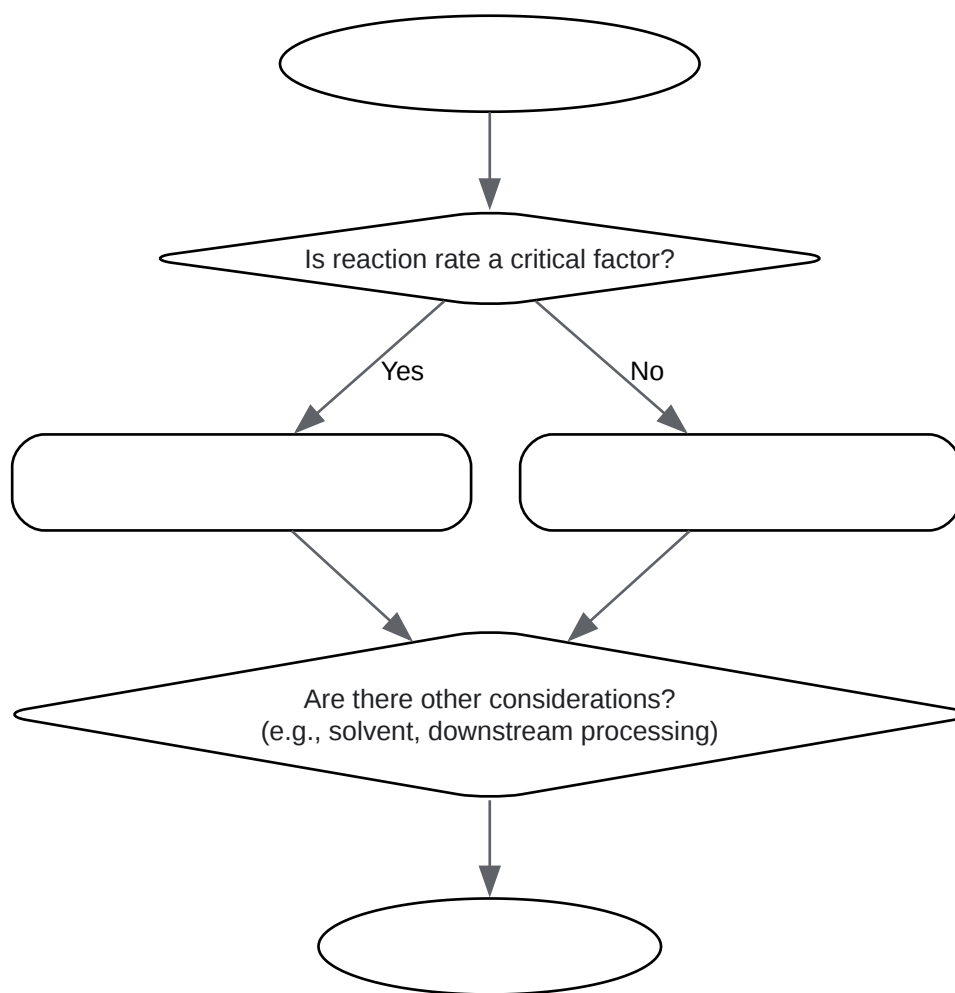 Is reaction rate a critical factor?
Yes
No
Are there other considerations?
(e.g., solvent, downstream processing)